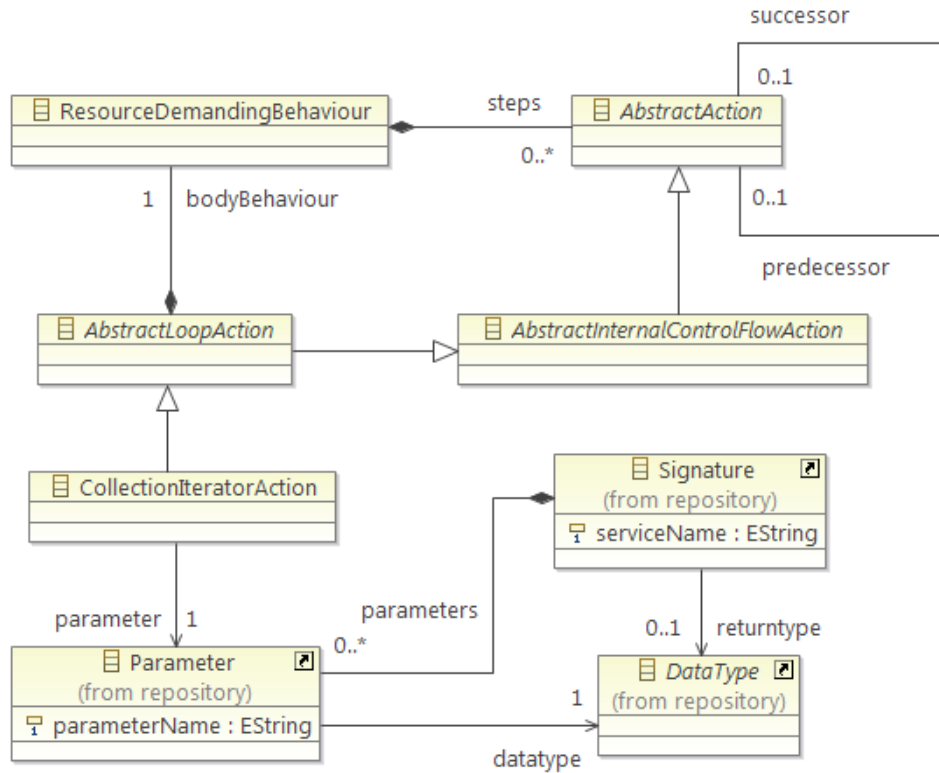 successor
0..1
ResourceDemandingBehaviour
steps
AbstractAction
0..*
1
bodyBehaviour
0..1
predecessor
AbstractLoopAction
AbstractInternalControlFlowAction
CollectionIteratorAction
Signature
(from repository)
serviceName : EString
parameter
1
parameters
0..*
0..1
returntype
Parameter
(from repository)
parameterName : EString
DataType
(from repository)
1
datatype